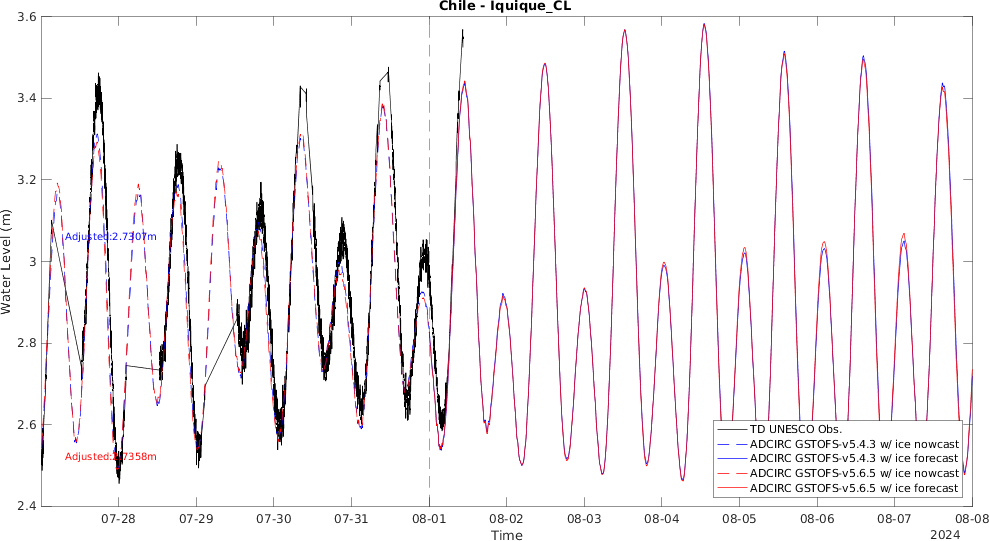 Chile - Iquique_CL
3.6
3.4
3.2
3
2.8
2.6
2.4
Water Level (m)
Adjusted:2.7307m
Adjusted:2.7358m
TD UNESCO Obs.
ADCIRC GSTOFS-v5.4.3 w/ ice nowcast
ADCIRC GSTOFS-v5.4.3 w/ ice forecast
ADCIRC GSTOFS-v5.6.5 w/ ice nowcast
ADCIRC GSTOFS-v5.6.5 w/ ice forecast
07-28 07-29 07-30 07-31 08-01 08-02 08-03 08-04 08-05 08-06 08-07 08-08
Time
2024